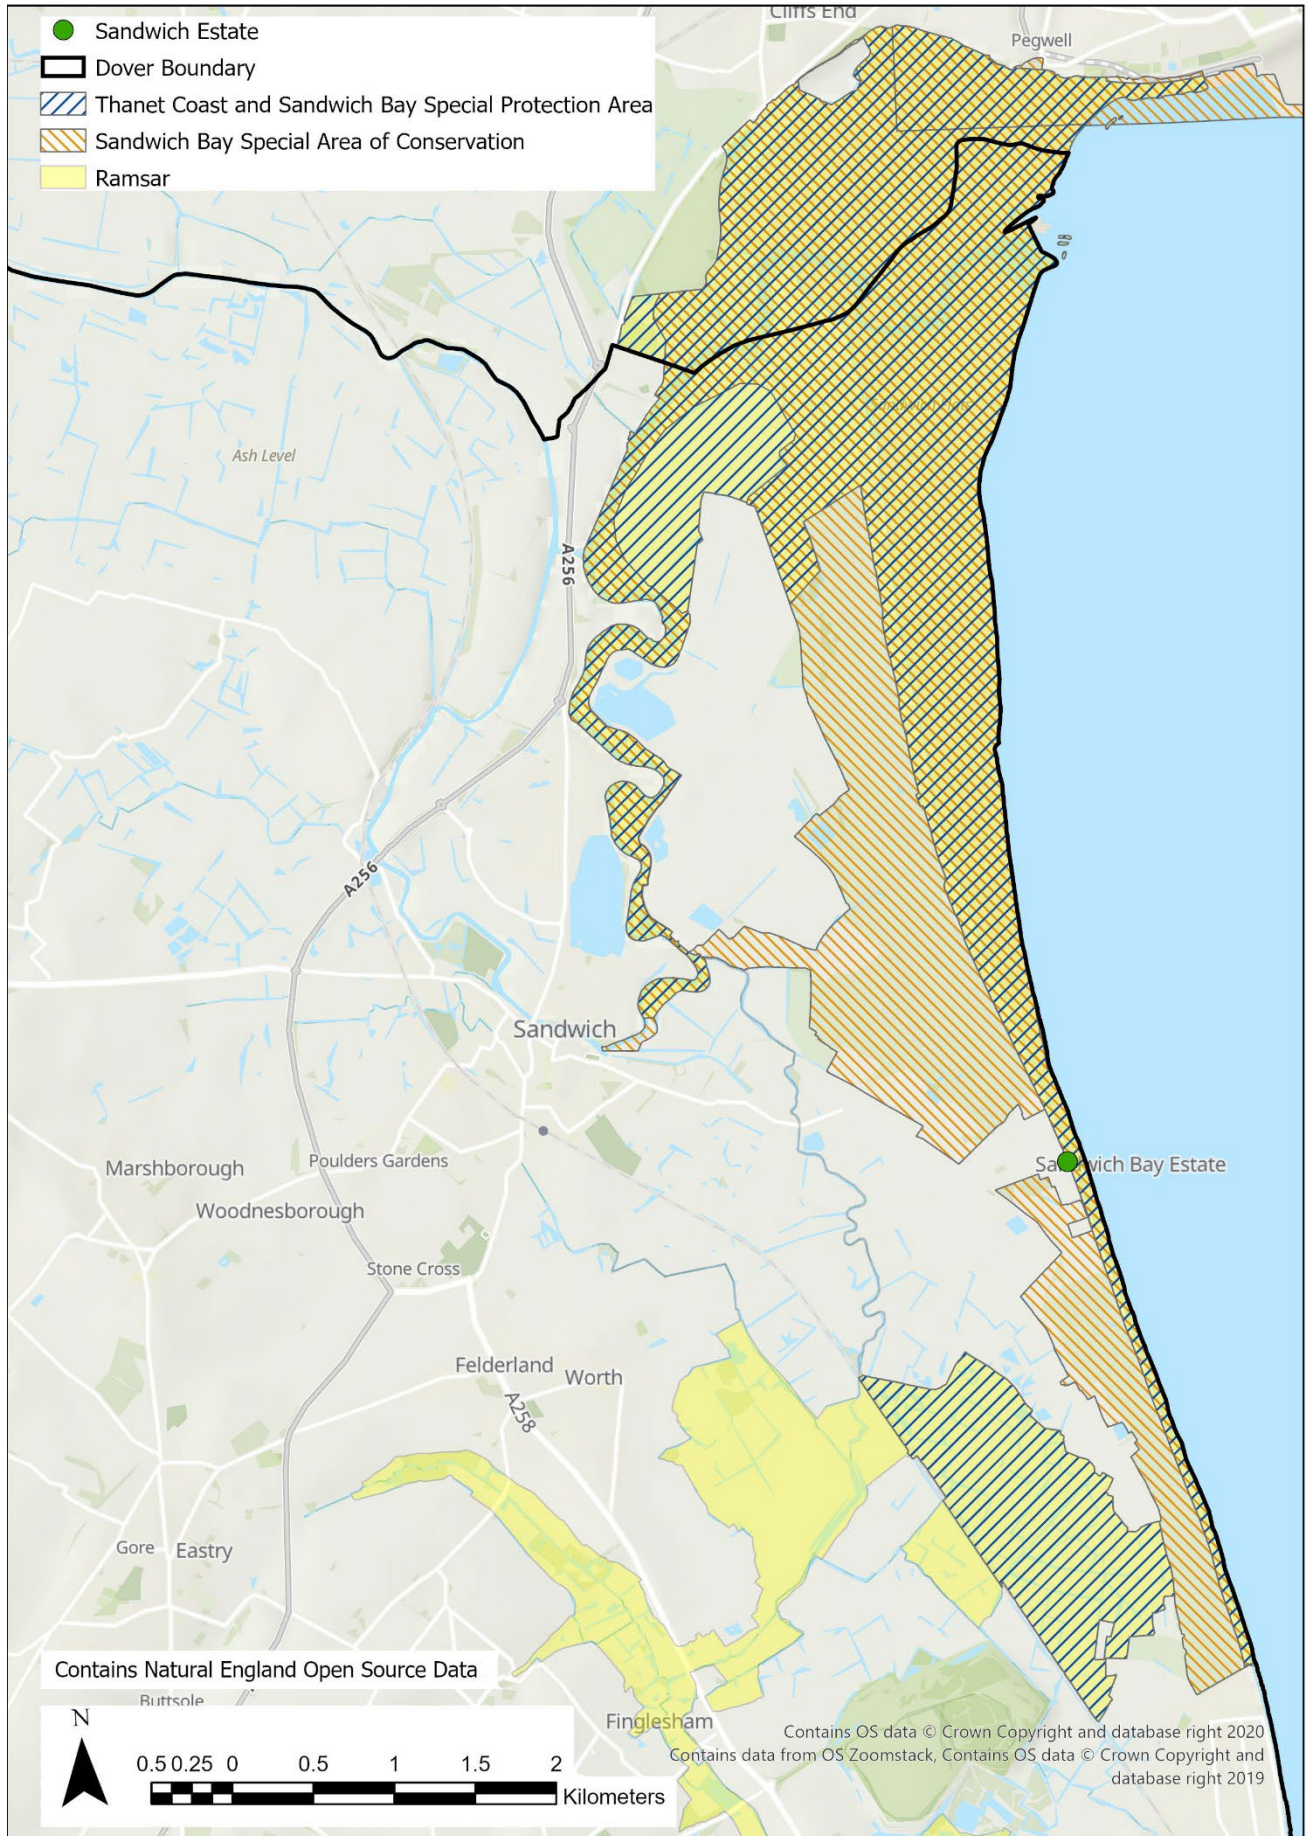 Sandwich Estate
Dover Boundary
Thanet Coast and Sandwich Bay Special Protection Area
Sandwich Bay Special Area of Conservation
Ramsar
Cliffs End
Pegwell
Ash Level
A256
A256
Sandwich
Sandwich Bay Estate
Marshborough
Poulders Gardens
Woodnesborough
Stone Cross
Felderland
Worth
A258
Gore
Eastry
Contains Natural England Open Source Data
Buttsole
Finglesham
N
0.5 0.25 0 0.5 1 1.5 2
Kilometers
Contains OS data © Crown Copyright and database right 2020
Contains data from OS Zoomstack, Contains OS data © Crown Copyright and
database right 2019